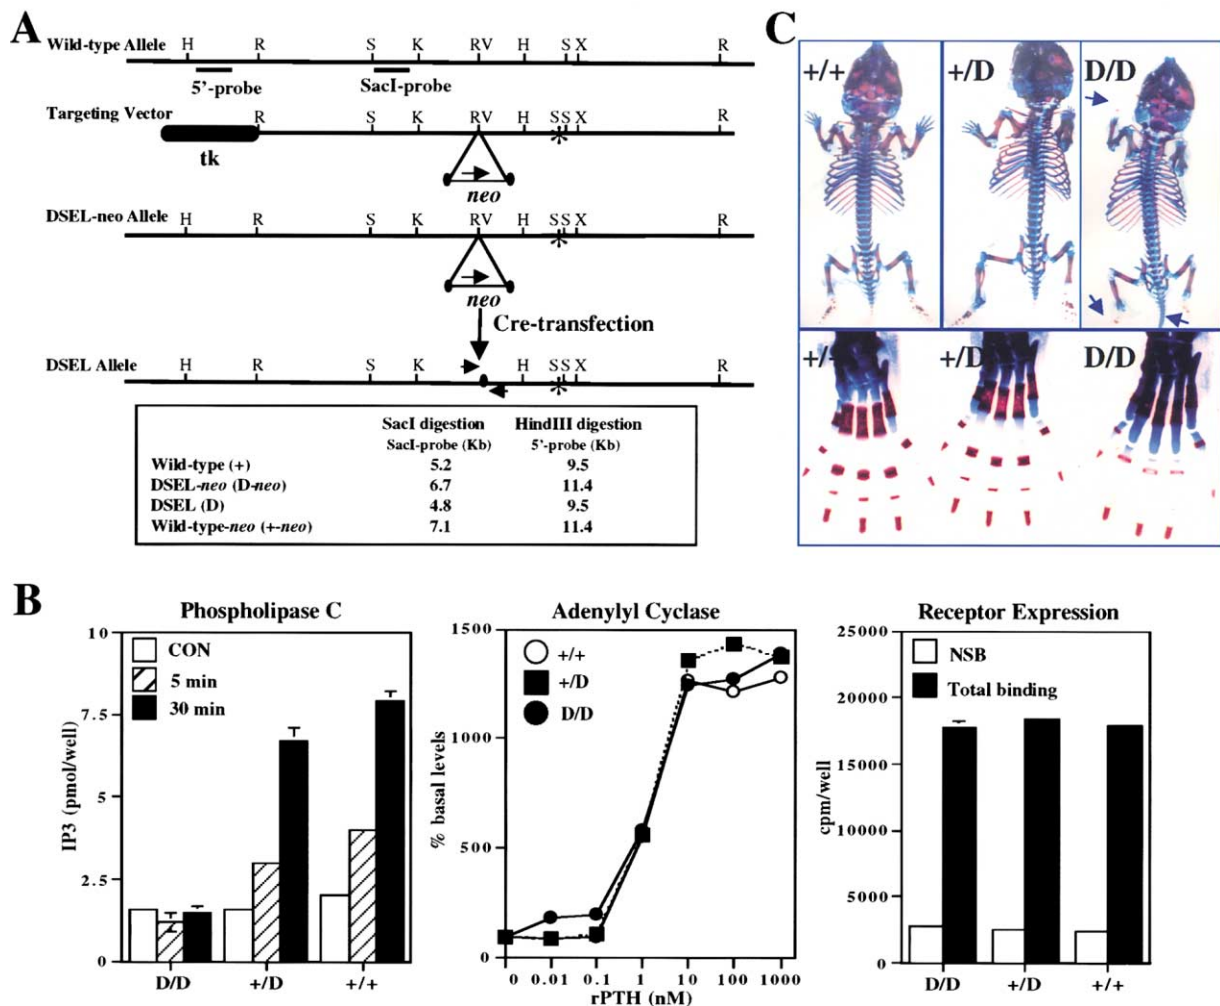 A
Wild-type Allele
H R S K RV H S X R
5'-probe SacI-probe
Targeting Vector
R S K RV H SS X
*
tk
neo
DSEL-neo Allele
H R S K RV H SS X R
*
neo
Cre-transfection
DSEL Allele
H R S K H SS X R
*
SacI digestion HindIII digestion
SacI-probe (Kb) 5'-probe (Kb)
Wild-type (+) 5.2 9.5
DSEL-neo (D-neo) 6.7 11.4
DSEL (D) 4.8 9.5
Wild-type-neo (+-neo) 7.1 11.4
C
+/+ +/D D/D
+/+ +/D D/D
B
Phospholipase C
10
7.5
5
2.5
0
IP3 (pmol/well)
CON
5 min
30 min
D/D +/D +/+
Adenylyl Cyclase
1500
1000
500
0
% basal levels
+/+
+/D
D/D
0 0.01 0.1 1 10 100 1000
rPTH (nM)
Receptor Expression
25000
20000
15000
10000
5000
0
cpm/well
NSB
Total binding
D/D +/D +/+